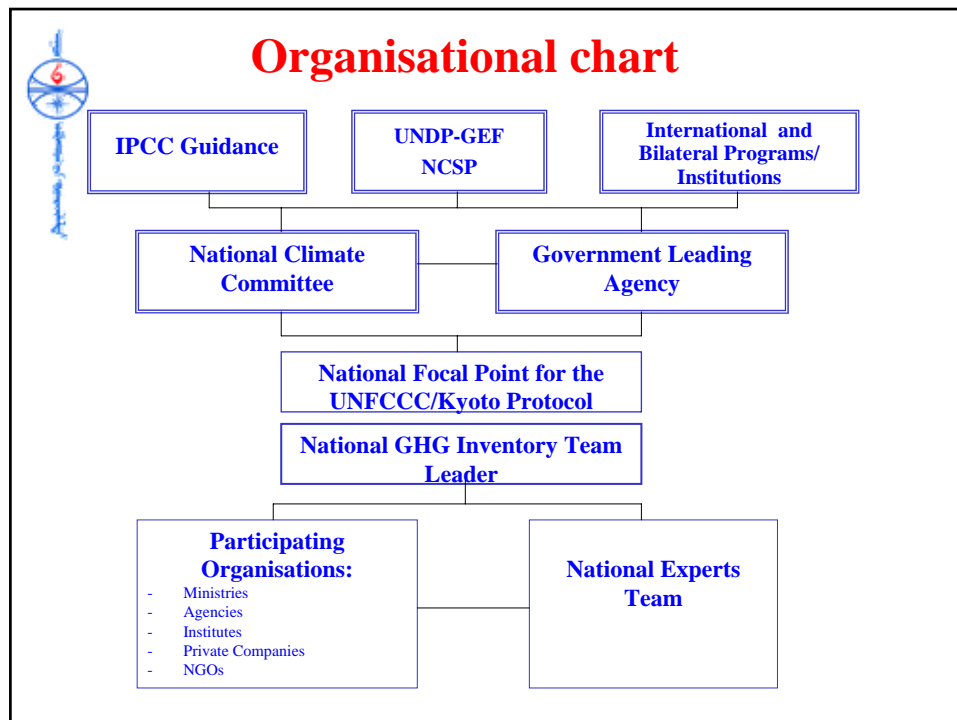 Organisational chart
IPCC Guidance
UNDP-GEF
NCSP
International and
Bilateral Programs/
Institutions
National Climate
Committee
Government Leading
Agency
National Focal Point for the
UNFCCC/Kyoto Protocol
National GHG Inventory Team
Leader
Participating
Organisations:
- Ministries
- Agencies
- Institutes
- Private Companies
- NGOs
National Experts
Team